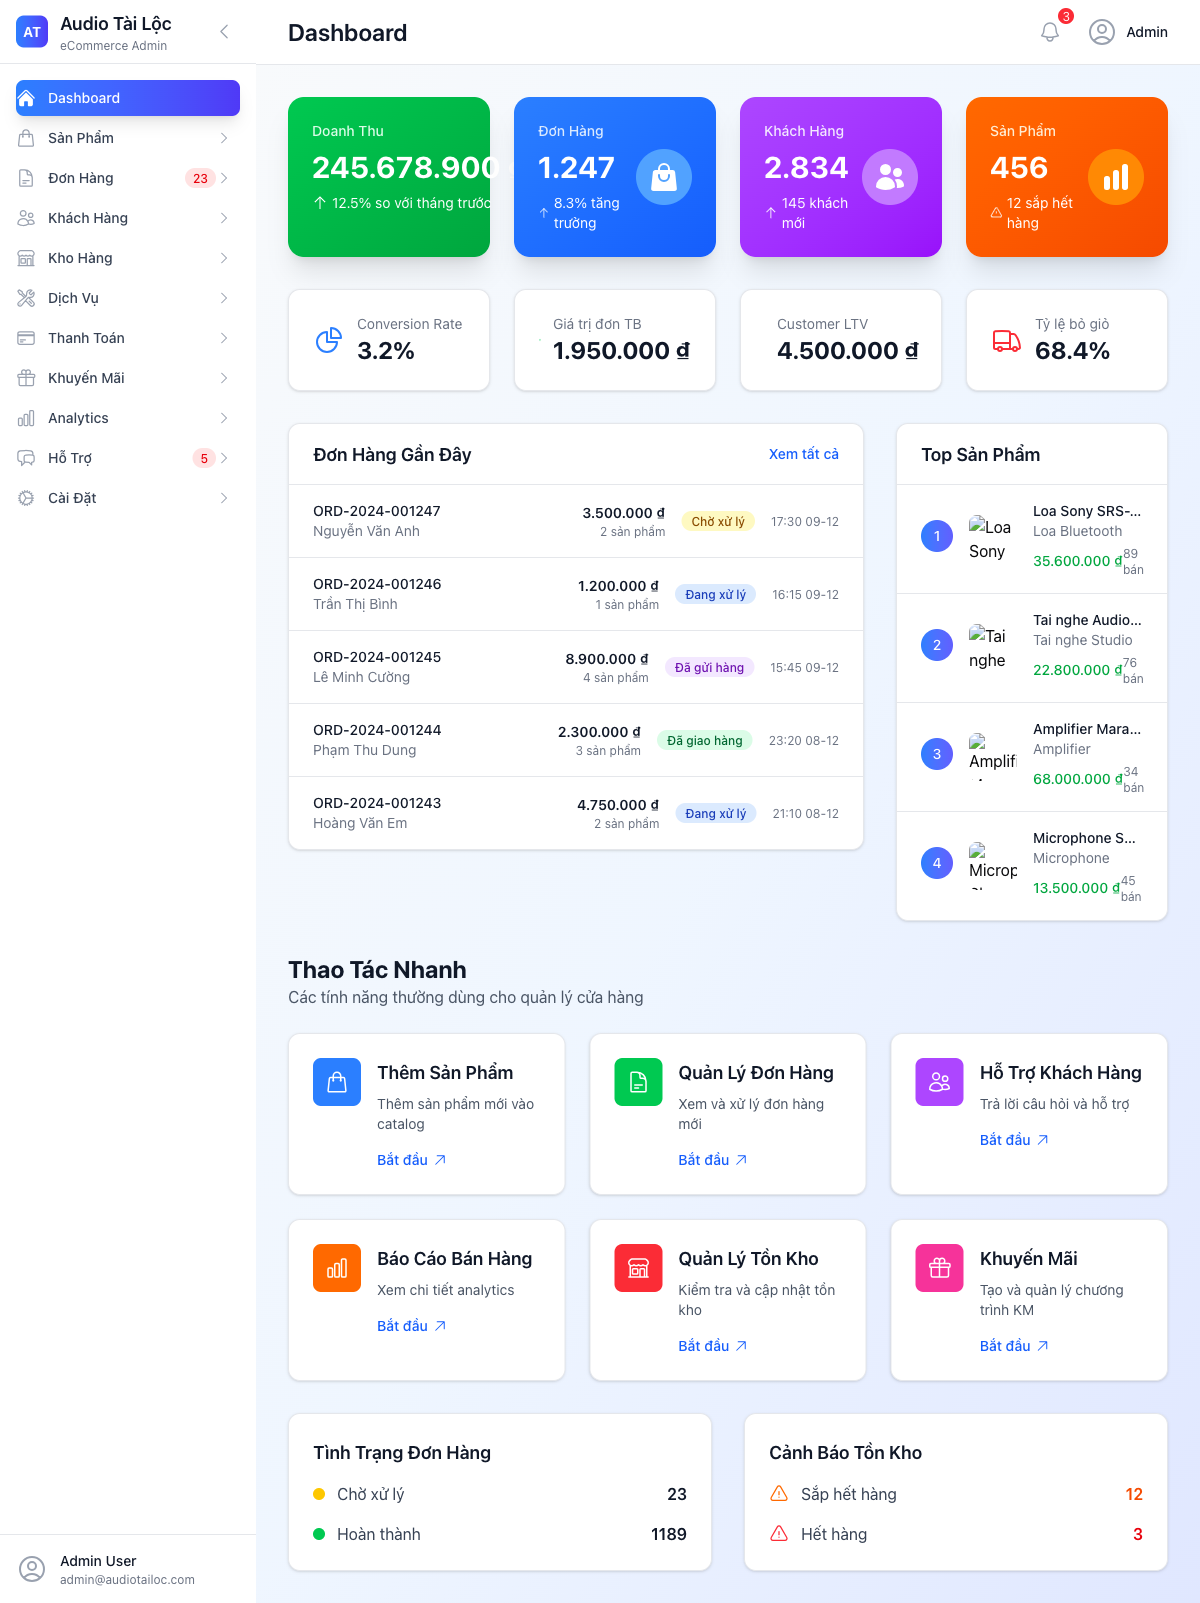 AT
Audio Tài Lộc
eCommerce Admin
Dashboard
Sản Phẩm
Đơn Hàng
23
Khách Hàng
Kho Hàng
Dịch Vụ
Thanh Toán
Khuyến Mãi
Analytics
Hỗ Trợ
5
Cài Đặt
Admin User
admin@audiotailoc.com
Dashboard
3
Admin
Doanh Thu
245.678.900
12.5% so với tháng trước
Đơn Hàng
1.247
8.3% tăng
trưởng
Khách Hàng
2.834
145 khách
mới
Sản Phẩm
456
12 sắp hết
hàng
Conversion Rate
3.2%
Giá trị đơn TB
1.950.000 ₫
Customer LTV
4.500.000 ₫
Tỷ lệ bỏ giỏ
68.4%
Đơn Hàng Gần Đây
Xem tất cả
ORD-2024-001247
Nguyễn Văn Anh
3.500.000 ₫
2 sản phẩm
Chờ xử lý
17:30 09-12
ORD-2024-001246
Trần Thị Bình
1.200.000 ₫
1 sản phẩm
Đang xử lý
16:15 09-12
ORD-2024-001245
Lê Minh Cường
8.900.000 ₫
4 sản phẩm
Đã gửi hàng
15:45 09-12
ORD-2024-001244
Phạm Thu Dung
2.300.000 ₫
3 sản phẩm
Đã giao hàng
23:20 08-12
ORD-2024-001243
Hoàng Văn Em
4.750.000 ₫
2 sản phẩm
Đang xử lý
21:10 08-12
Top Sản Phẩm
1
Loa
Sony
Loa Sony SRS-...
Loa Bluetooth
35.600.000 ₫
89
bán
2
Tai
nghe
Tai nghe Audio...
Tai nghe Studio
22.800.000 ₫
76
bán
3
Amplifi
Amplifier Mara...
Amplifier
68.000.000 ₫
34
bán
4
Microp
Microphone S...
Microphone
13.500.000 ₫
45
bán
Thao Tác Nhanh
Các tính năng thường dùng cho quản lý cửa hàng
Thêm Sản Phẩm
Thêm sản phẩm mới vào
catalog
Bắt đầu
Quản Lý Đơn Hàng
Xem và xử lý đơn hàng
mới
Bắt đầu
Hỗ Trợ Khách Hàng
Trả lời câu hỏi và hỗ trợ
Bắt đầu
Báo Cáo Bán Hàng
Xem chi tiết analytics
Bắt đầu
Quản Lý Tồn Kho
Kiểm tra và cập nhật tồn
kho
Bắt đầu
Khuyến Mãi
Tạo và quản lý chương
trình KM
Bắt đầu
Tình Trạng Đơn Hàng
Chờ xử lý
23
Hoàn thành
1189
Cảnh Báo Tồn Kho
Sắp hết hàng
12
Hết hàng
3